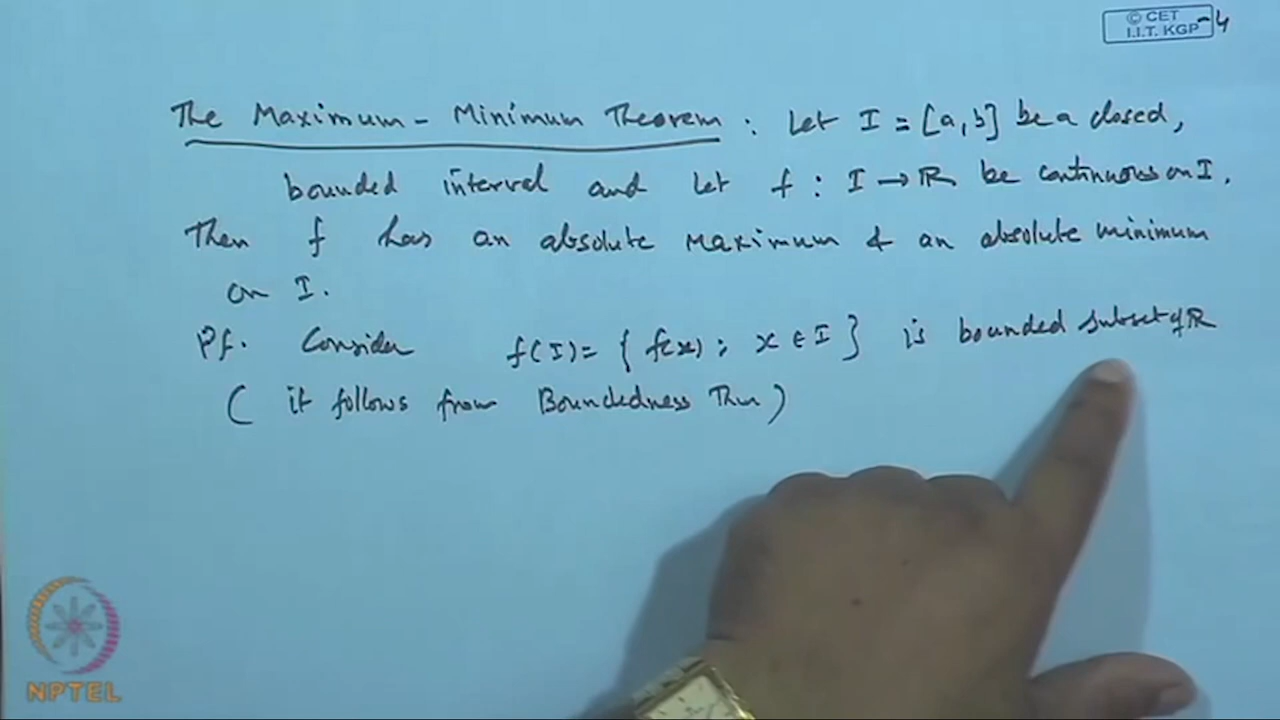 © CET
I.I.T. KGP -4
The Maximum - Minimum Theorem : Let I = [a, b] be a closed,
bounded interval and let f : I → R be continuous on I.
Then f has an absolute maximum & an absolute minimum
on I.
Pf. Consider f(I) = { f(x) ; x ∈ I } is bounded subset of R
( it follows from Boundedness Thm )
NPTEL